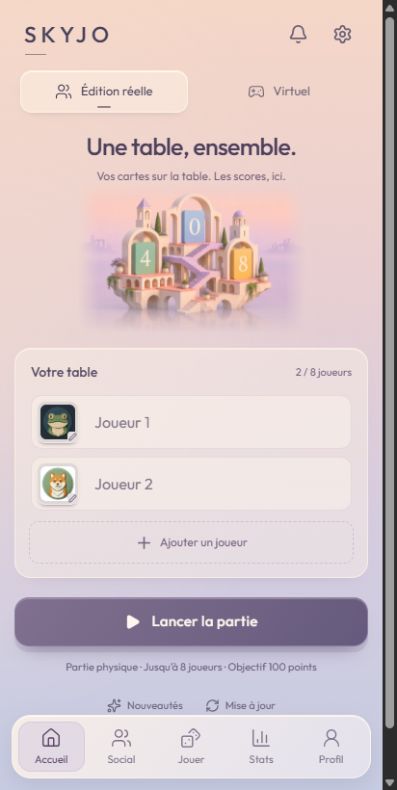 SKYJO
Édition réelle
Virtuel
Une table, ensemble.
Vos cartes sur la table. Les scores, ici.
4
0
8
Votre table
2 / 8 joueurs
Joueur 1
Joueur 2
+ Ajouter un joueur
Lancer la partie
Partie physique · Jusqu'à 8 joueurs · Objectif 100 points
Nouveautés
Mise à jour
Accueil
Social
Jouer
Stats
Profil